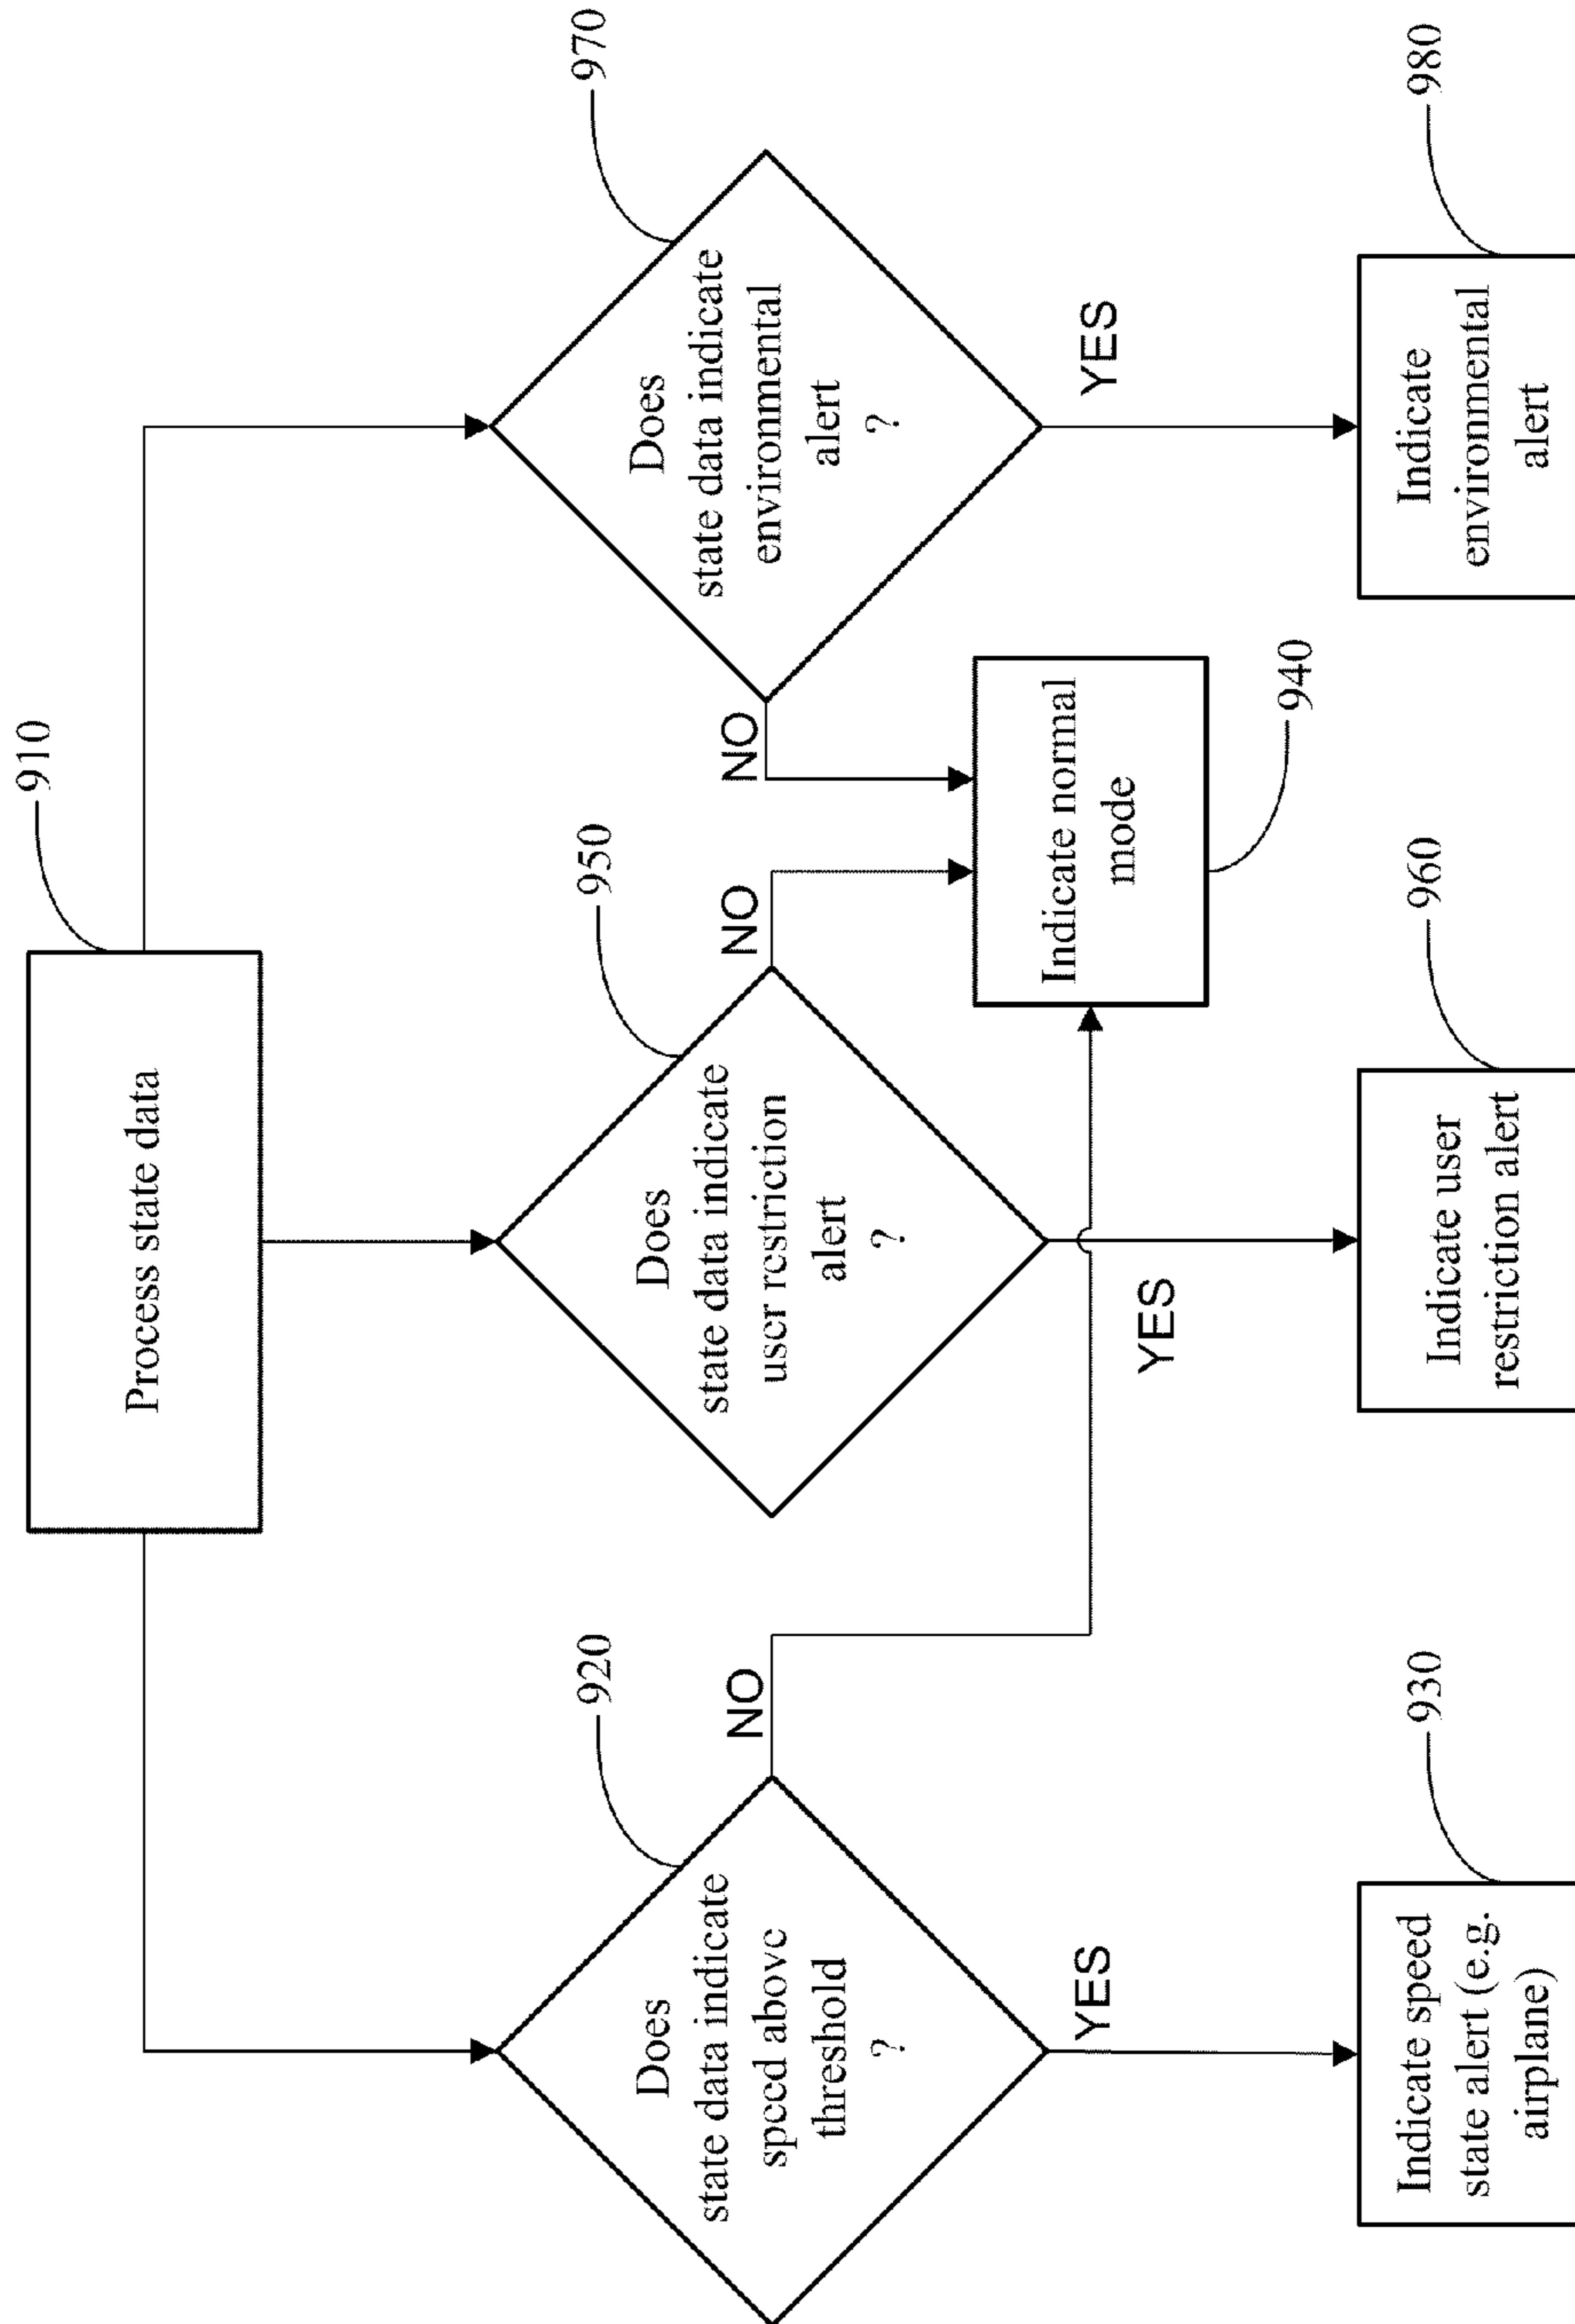 910
Process state data
920
Does
state data indicate
speed above
threshold
?
NO
YES
950
Does
state data indicate
user restriction
alert
?
NO
YES
970
Does
state data indicate
environmental
alert
?
NO
YES
Indicate normal
mode
940
930
Indicate speed
state alert (e.g.
airplane)
960
Indicate user
restriction alert
980
Indicate
environmental
alert